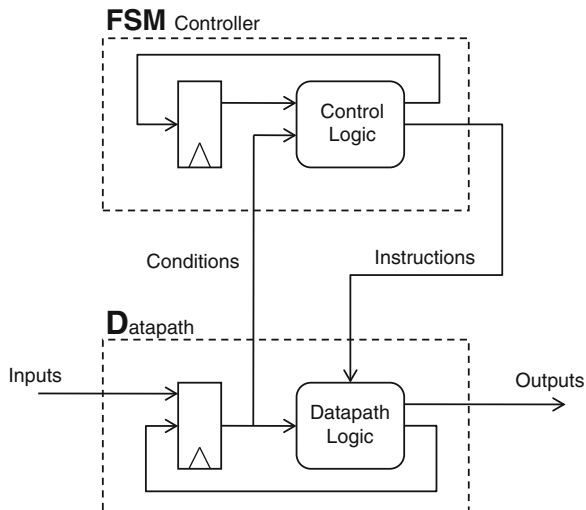 FSM Controller
Control
Logic
Conditions
Instructions
Datapath
Inputs
Outputs
Datapath
Logic